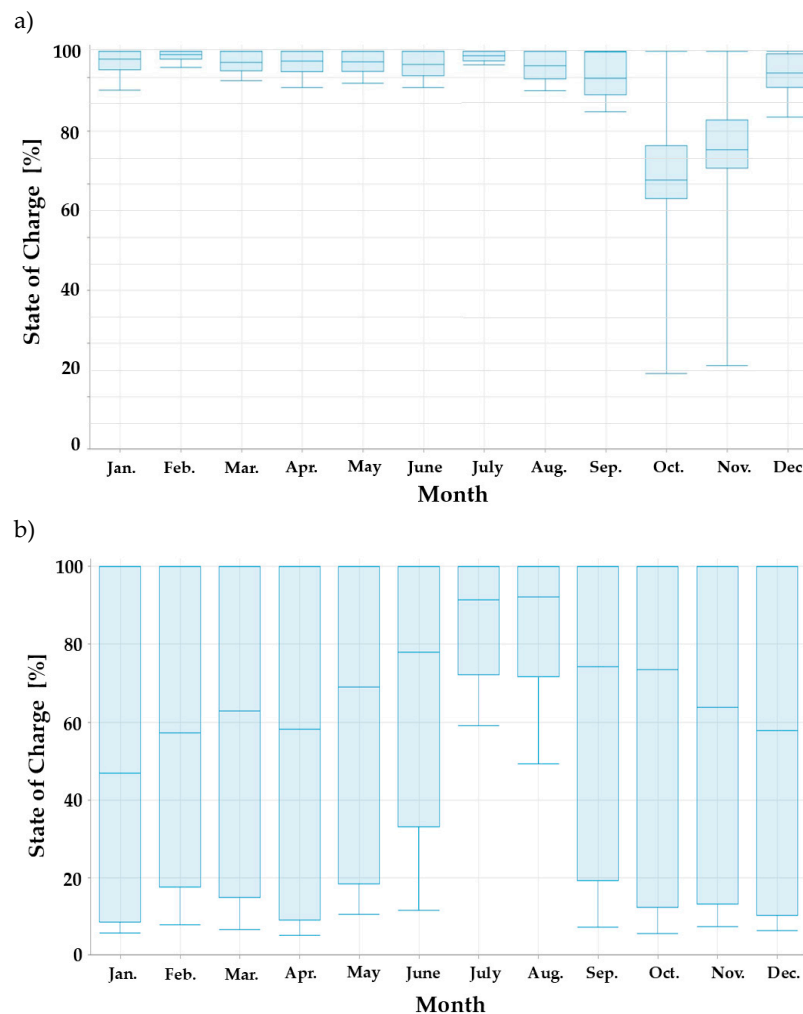 a)
100
80
60
40
20
0
State of Charge [%]
Jan. Feb. Mar. Apr. May June July Aug. Sep. Oct. Nov. Dec
Month
b)
100
80
60
40
20
0
State of Charge [%]
Jan. Feb. Mar. Apr. May June July Aug. Sep. Oct. Nov. Dec.
Month